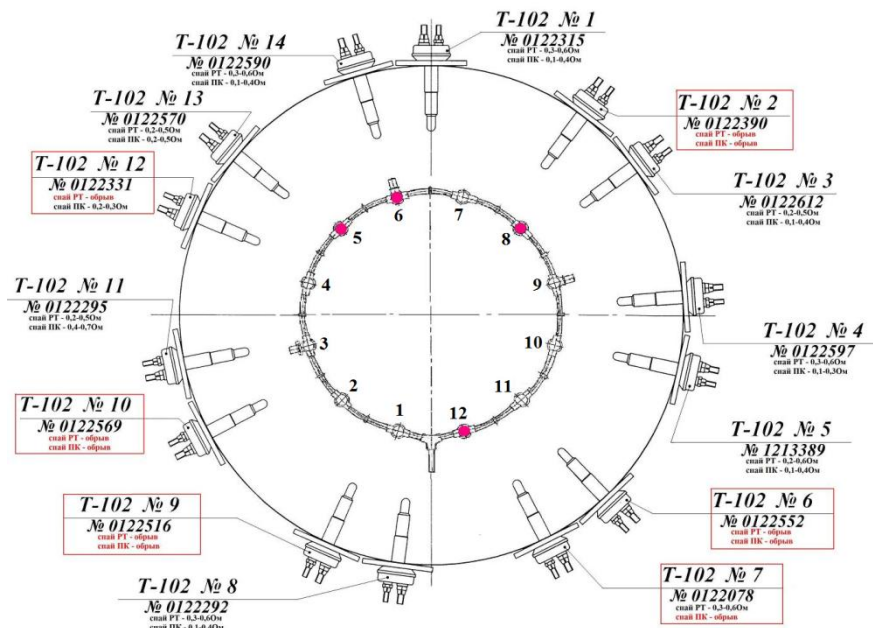 Т-102 № 1
№ 0122315
спай РТ - 0,3-0,6Ом
спай ПК - 0,1-0,4Ом
Т-102 № 14
№ 0122590
спай РТ - 0,3-0,6Ом
спай ПК - 0,1-0,4Ом
Т-102 № 13
№ 0122570
спай РТ - 0,2-0,5Ом
спай ПК - 0,2-0,5Ом
Т-102 № 2
№ 0122390
спай РТ - обрыв
спай ПК - обрыв
Т-102 № 12
№ 0122331
спай РТ - обрыв
спай ПК - 0,2-0,3Ом
Т-102 № 3
№ 0122612
спай РТ - 0,2-0,5Ом
спай ПК - 0,1-0,4Ом
6
7
5
8
4
9
Т-102 № 11
№ 0122295
спай РТ - 0,2-0,5Ом
спай ПК - 0,4-0,7Ом
3
10
Т-102 № 4
№ 0122597
спай РТ - 0,3-0,6Ом
спай ПК - 0,1-0,3Ом
2
11
1
12
Т-102 № 10
№ 0122569
спай РТ - обрыв
спай ПК - обрыв
Т-102 № 5
№ 1213389
спай РТ - 0,2-0,6Ом
спай ПК - 0,1-0,4Ом
Т-102 № 9
№ 0122516
спай РТ - обрыв
спай ПК - обрыв
Т-102 № 6
№ 0122552
спай РТ - обрыв
спай ПК - обрыв
Т-102 № 8
№ 0122292
спай РТ - 0,3-0,6Ом
спай ПК - 0,1-0,4Ом
Т-102 № 7
№ 0122078
спай РТ - 0,3-0,6Ом
спай ПК - обрыв